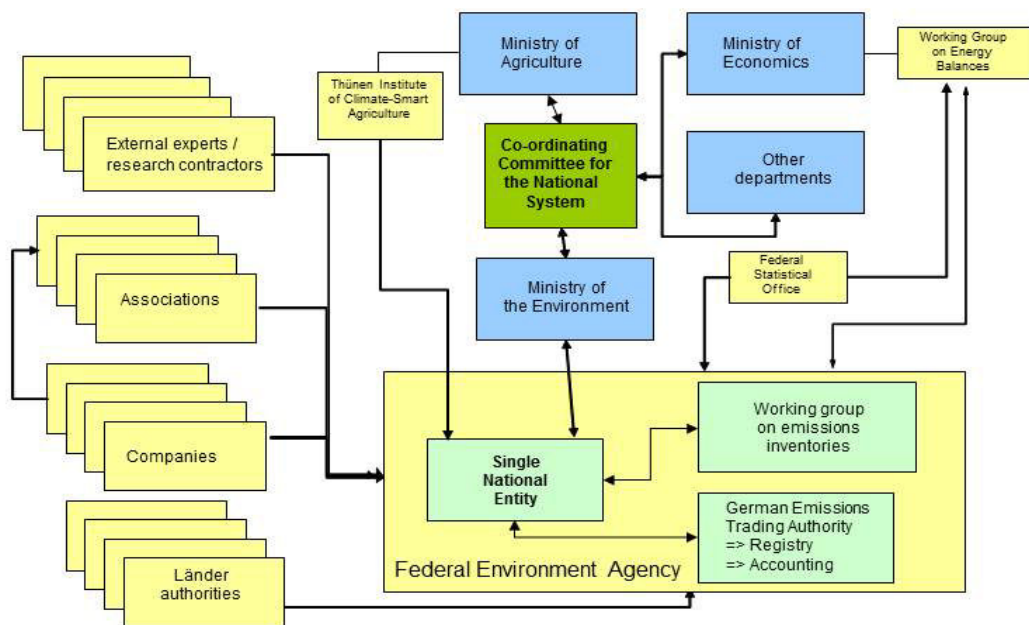 Ministry of
Agriculture
Ministry of
Economics
Working Group
on Energy
Balances
Thünen Institute
of Climate-Smart
Agriculture
External experts /
research contractors
Co-ordinating
Committee for
the National
System
Other
departments
Federal
Statistical
Office
Ministry of
the Environment
Associations
Working group
on emissions
inventories
Companies
Single
National
Entity
German Emissions
Trading Authority
=> Registry
=> Accounting
Federal Environment Agency
Länder
authorities